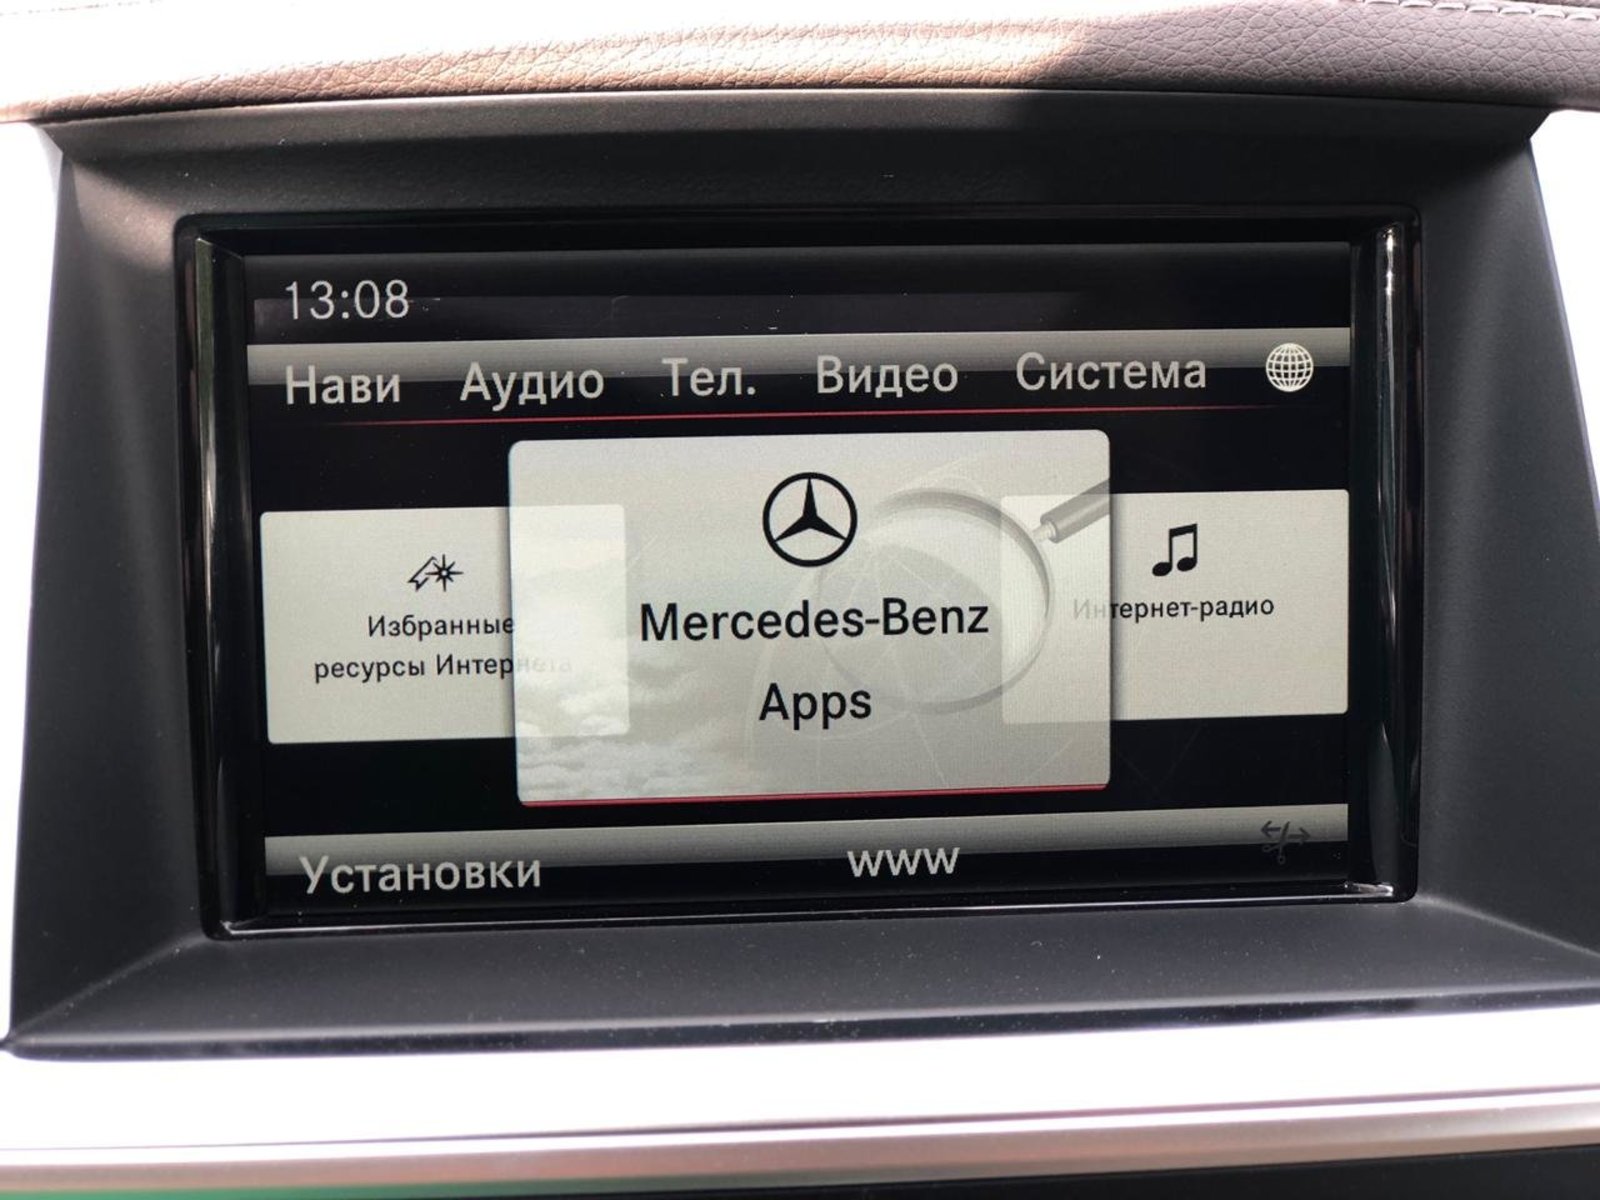 13:08
Нави Аудио Тел. Видео Система
Mercedes-Benz
Apps
Избранные
ресурсы Интернета
Интернет-радио
Установки www